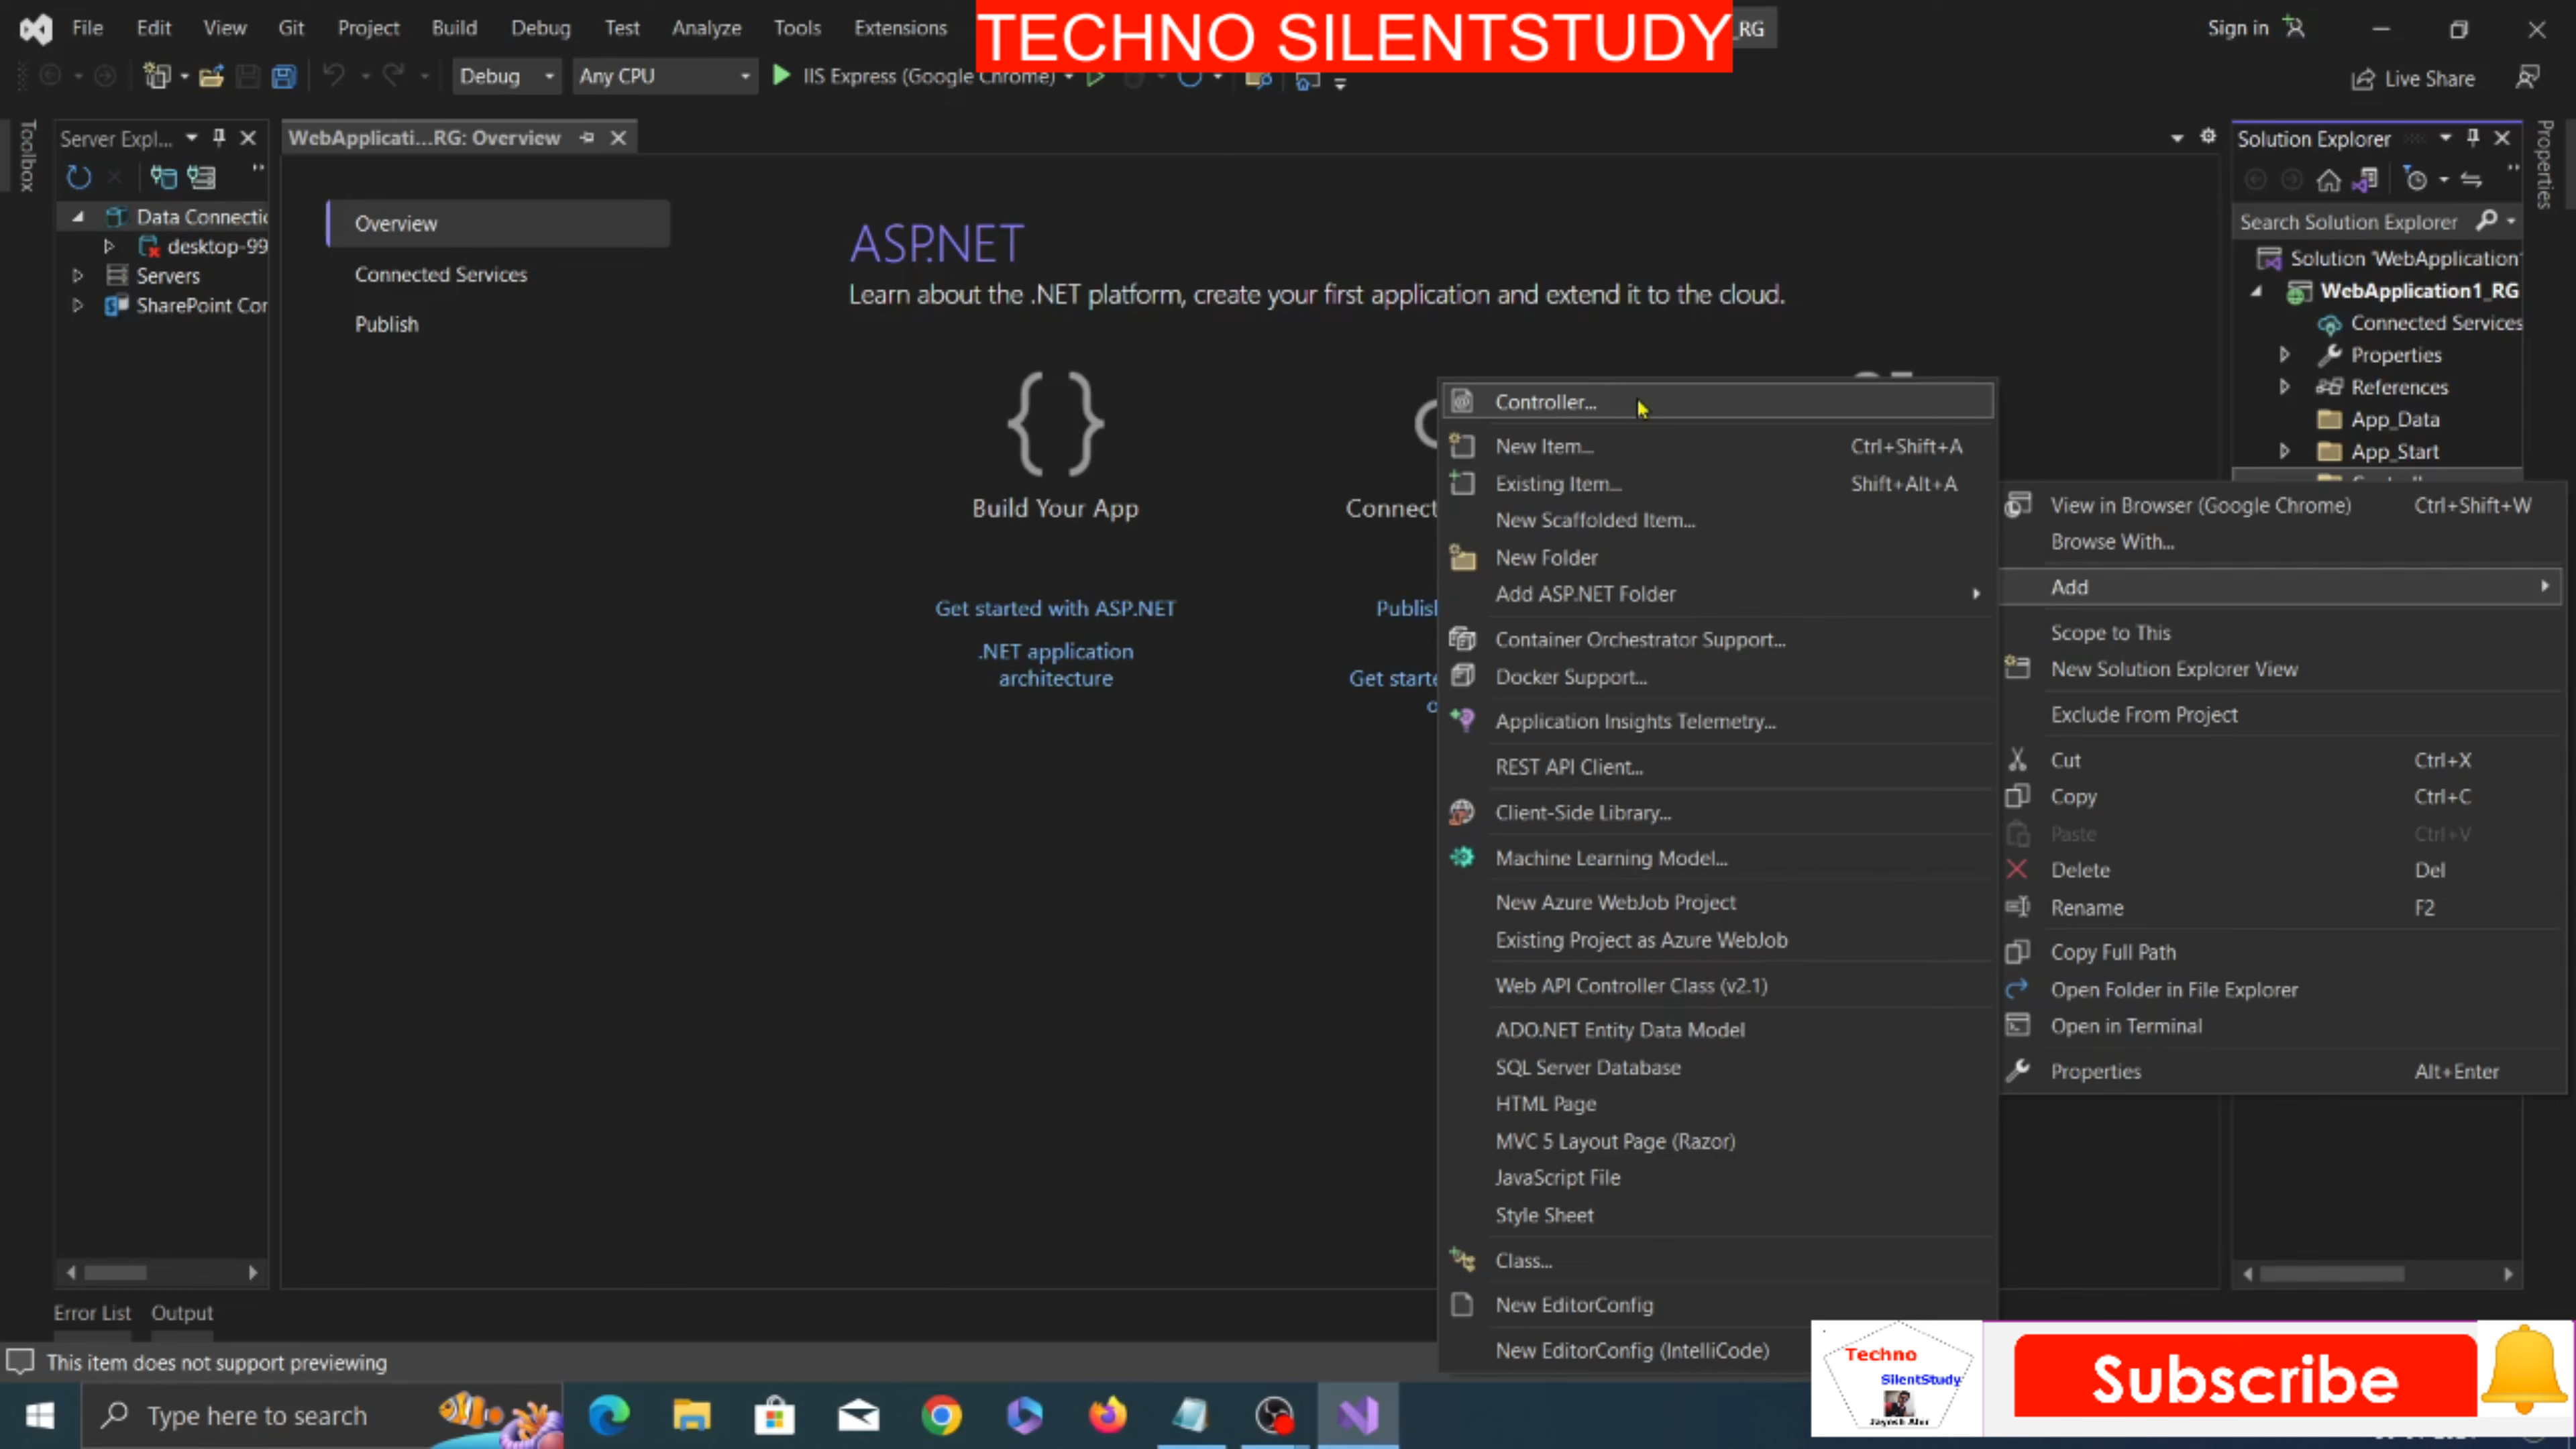 File Edit View Git Project Build Debug Test Analyze Tools Extensions TECHNO SILENTSTUDY _RG Sign in
Debug Any CPU IIS Express (Google Chrome) Live Share
Toolbox
Server Expl...
Data Connectio
desktop-99
Servers
SharePoint Cor
WebApplicati...RG: Overview
Overview
Connected Services
Publish
ASP.NET
Learn about the .NET platform, create your first application and extend it to the cloud.
Build Your App
Get started with ASP.NET
.NET application
architecture
Connect
Publis
Get starte
Controller...
New Item... Ctrl+Shift+A
Existing Item... Shift+Alt+A
New Scaffolded Item...
New Folder
Add ASP.NET Folder
Container Orchestrator Support...
Docker Support...
Application Insights Telemetry...
REST API Client...
Client-Side Library...
Machine Learning Model...
New Azure WebJob Project
Existing Project as Azure WebJob
Web API Controller Class (v2.1)
ADO.NET Entity Data Model
SQL Server Database
HTML Page
MVC 5 Layout Page (Razor)
JavaScript File
Style Sheet
Class...
New EditorConfig
New EditorConfig (IntelliCode)
Solution Explorer
Search Solution Explorer
Solution 'WebApplication1
WebApplication1_RG
Connected Services
Properties
References
App_Data
App_Start
Properties
View in Browser (Google Chrome) Ctrl+Shift+W
Browse With...
Add
Scope to This
New Solution Explorer View
Exclude From Project
Cut Ctrl+X
Copy Ctrl+C
Paste Ctrl+V
Delete Del
Rename F2
Copy Full Path
Open Folder in File Explorer
Open in Terminal
Properties Alt+Enter
Error List Output
This item does not support previewing
Type here to search
Techno
SilentStudy
Jayesh Ahir
Subscribe